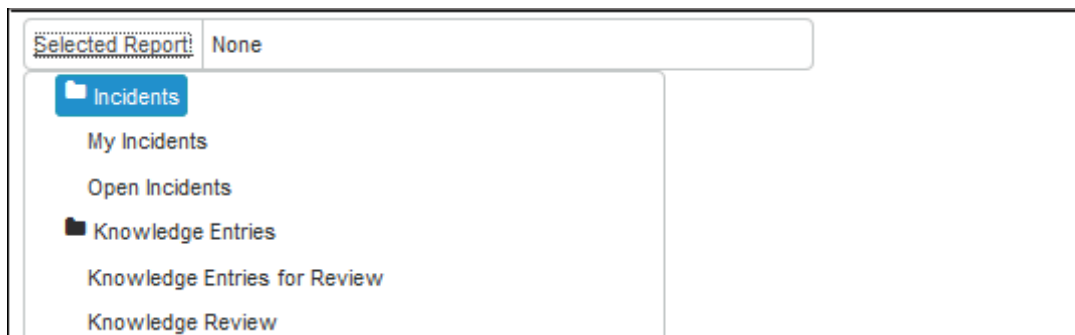 Selected Report: None
Incidents
My Incidents
Open Incidents
Knowledge Entries
Knowledge Entries for Review
Knowledge Review